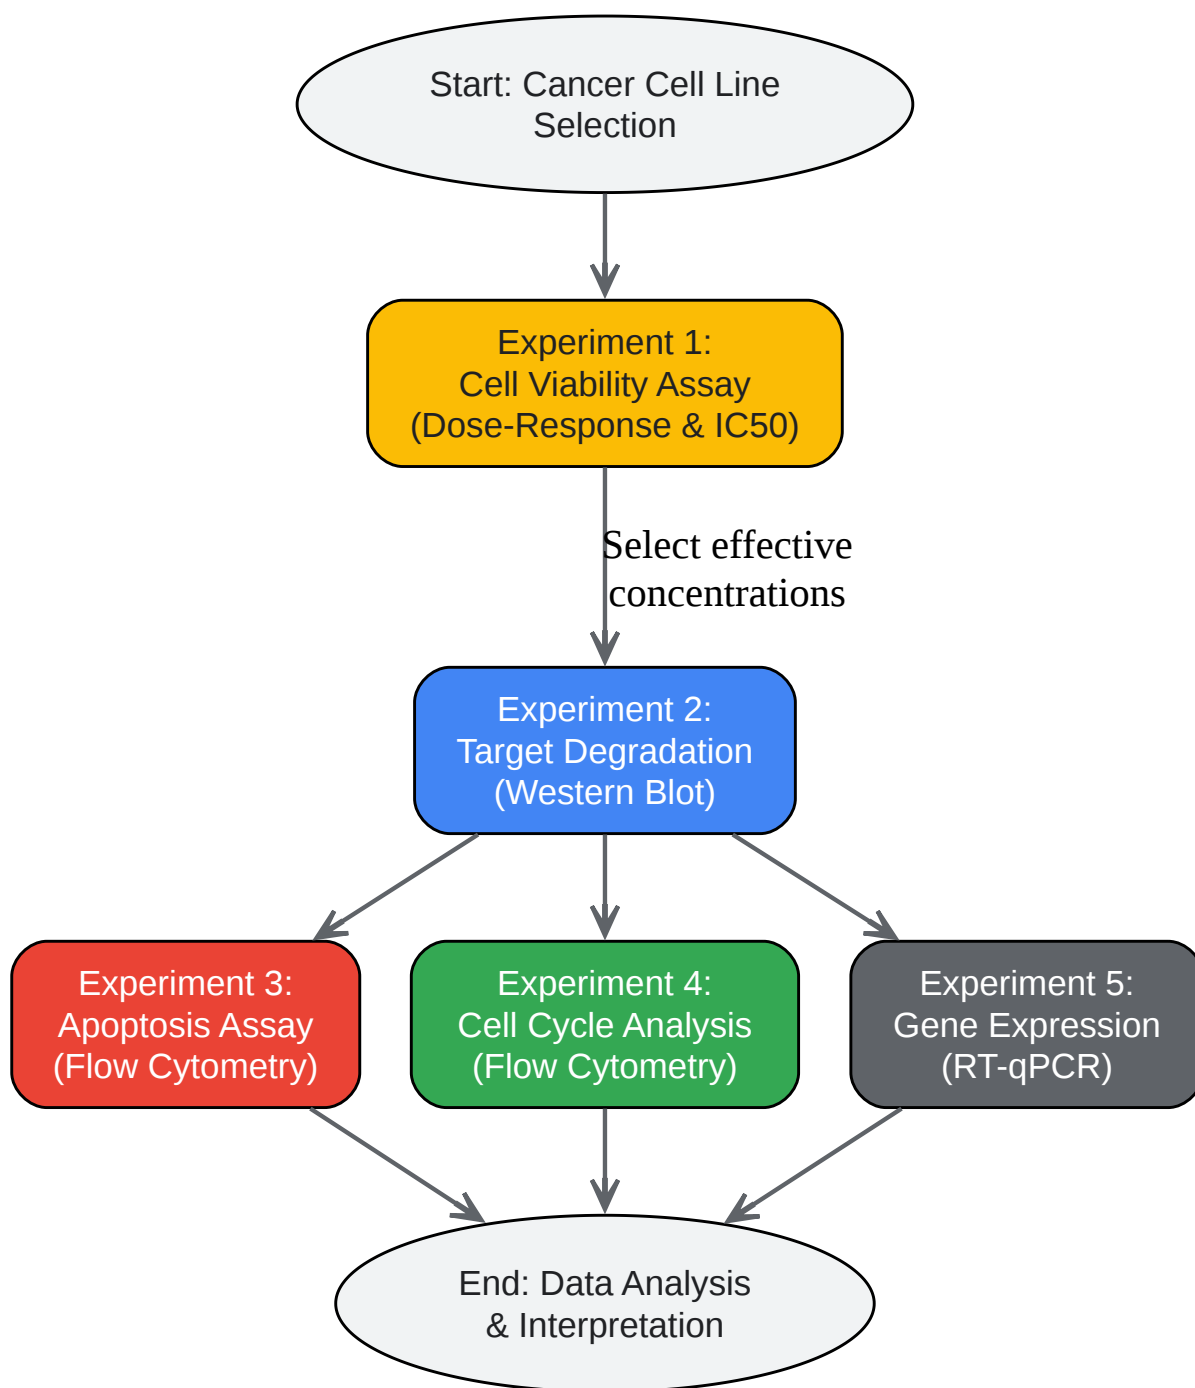 Start: Cancer Cell Line
Selection
Experiment 1:
Cell Viability Assay
(Dose-Response & IC50)
Select effective
concentrations
Experiment 2:
Target Degradation
(Western Blot)
Experiment 3:
Apoptosis Assay
(Flow Cytometry)
Experiment 4:
Cell Cycle Analysis
(Flow Cytometry)
Experiment 5:
Gene Expression
(RT-qPCR)
End: Data Analysis
& Interpretation